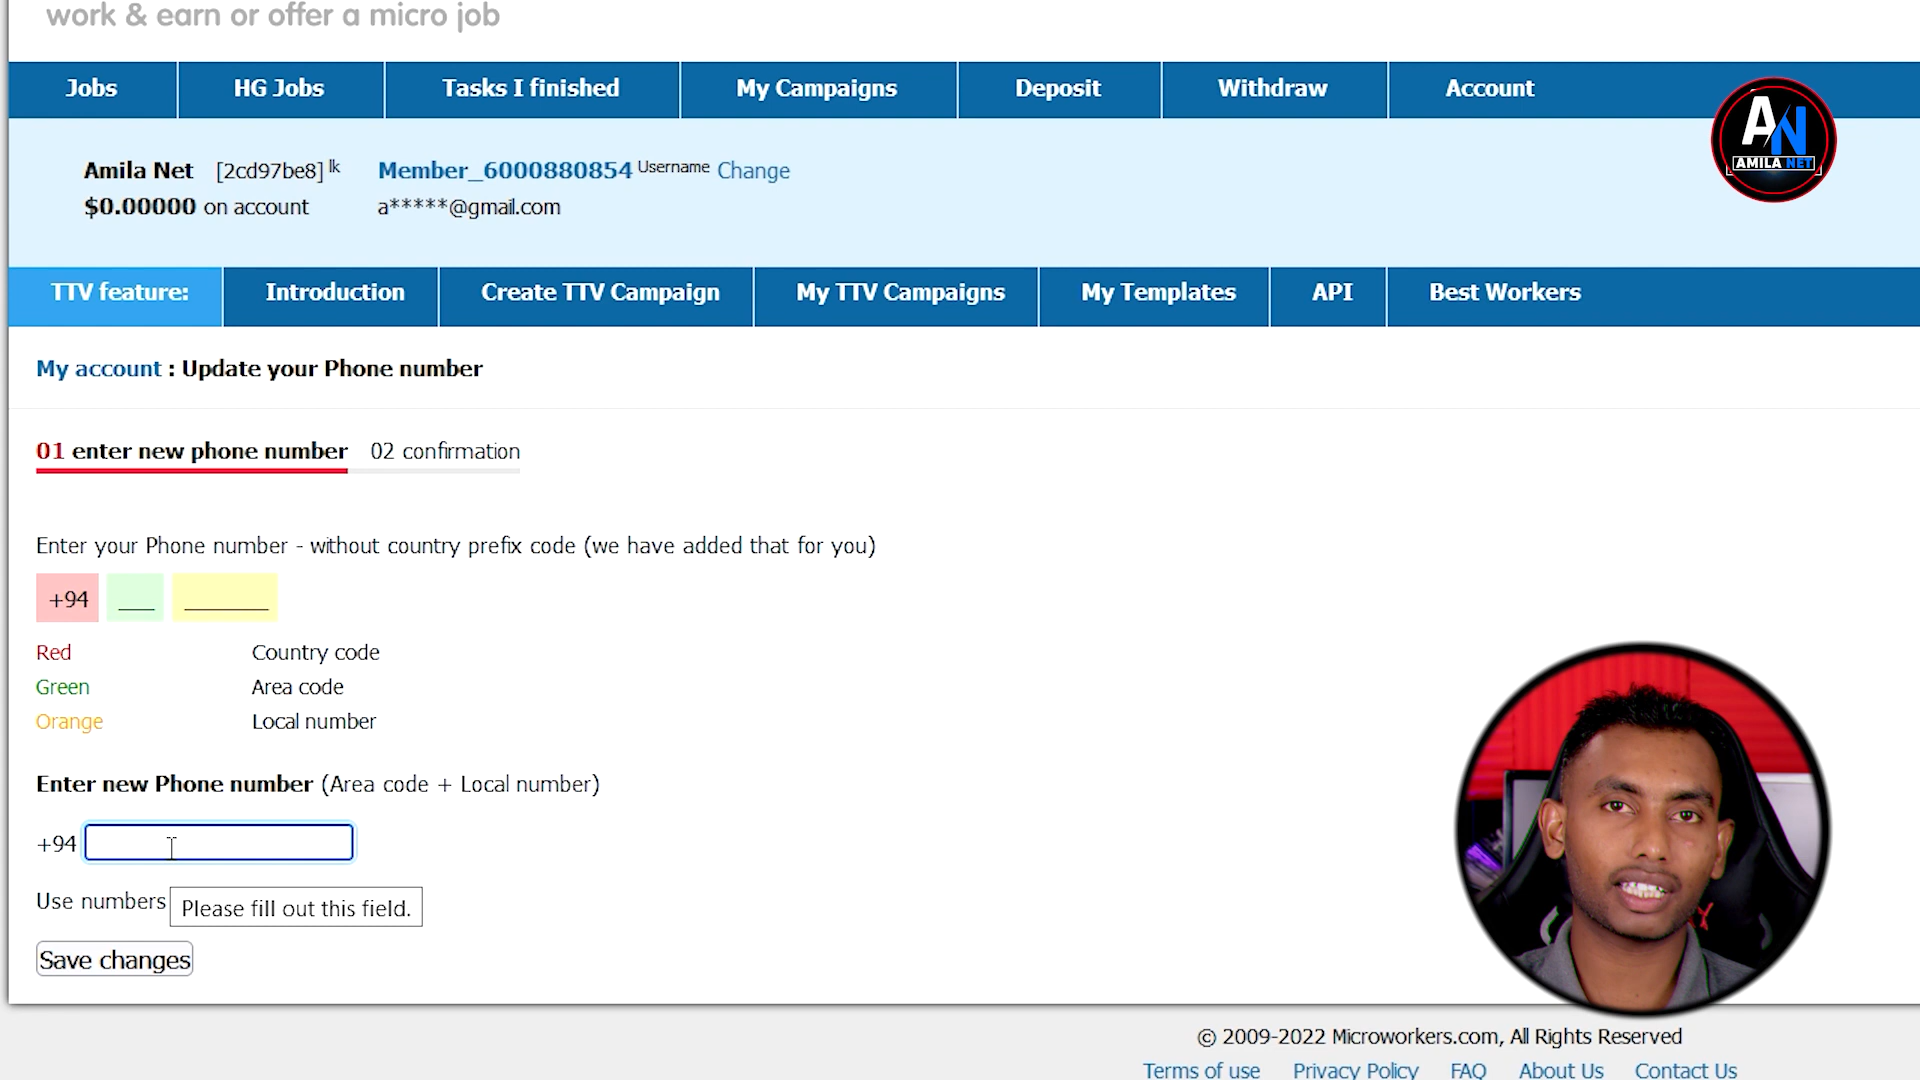 work & earn or offer a micro job
Jobs HG Jobs Tasks I finished My Campaigns Deposit Withdraw Account
AN
AMILA NET
Amila Net [2cd97be8] lk Member_6000880854 Username Change
$0.00000 on account a*****@gmail.com
TTV feature: Introduction Create TTV Campaign My TTV Campaigns My Templates API Best Workers
My account : Update your Phone number
01 enter new phone number 02 confirmation
Enter your Phone number - without country prefix code (we have added that for you)
+94 ___ _______
Red Country code
Green Area code
Orange Local number
Enter new Phone number (Area code + Local number)
+94
Use numbers
Please fill out this field.
Save changes
© 2009-2022 Microworkers.com, All Rights Reserved
Terms of use Privacy Policy FAQ About Us Contact Us